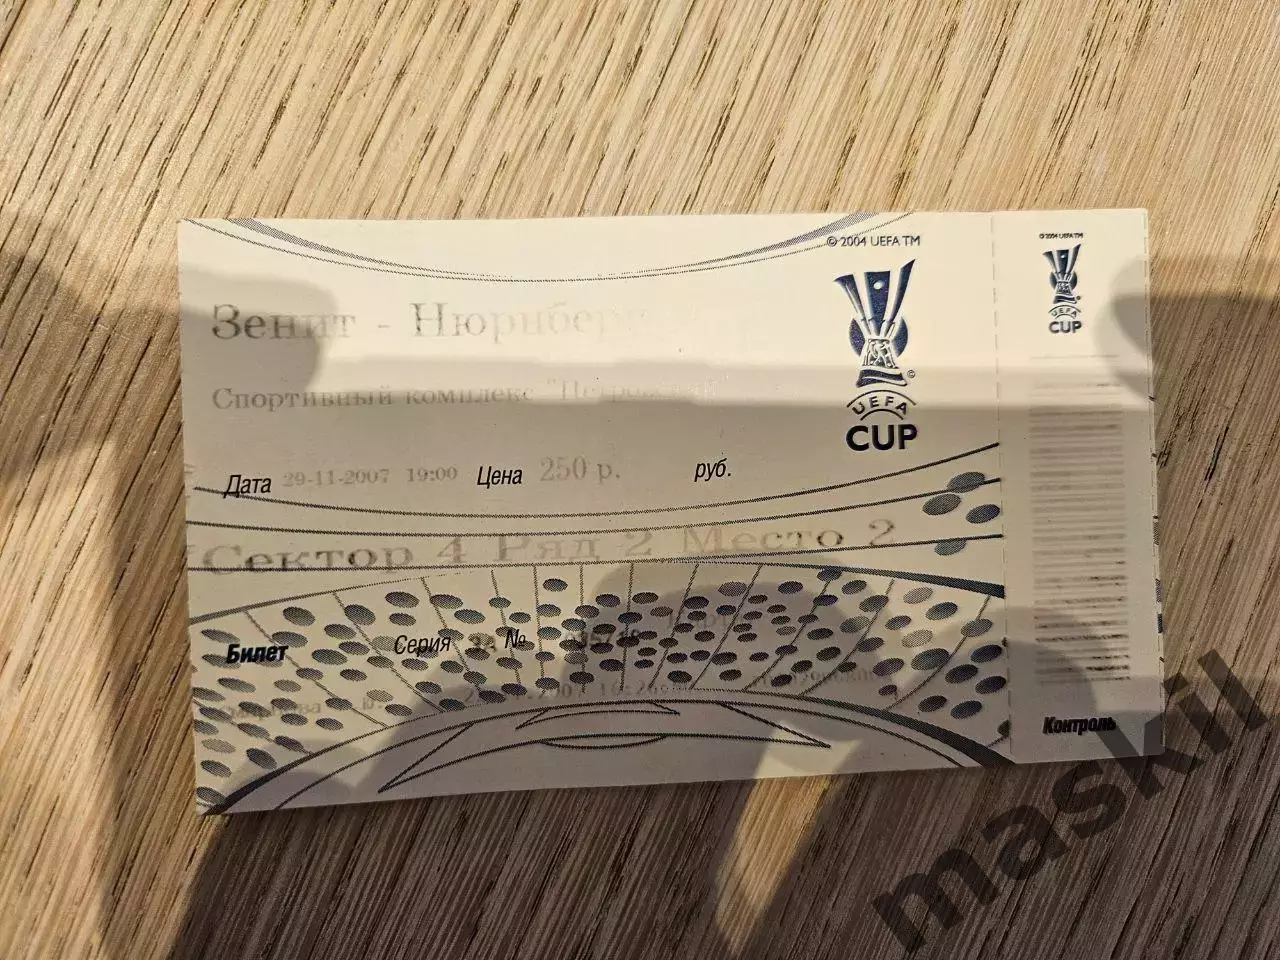 © 2004 UEFA TM
© 2004 UEFA TM
Зенит - Нюрнберг
UEFA
CUP
UEFA
CUP
Спортивный комплекс "Петровский"
Дата 29-11-2007 19:00 Цена 250 р. руб.
Сектор 4 Ряд 2 Место 2
Билет Серия №
Контроль
maskil